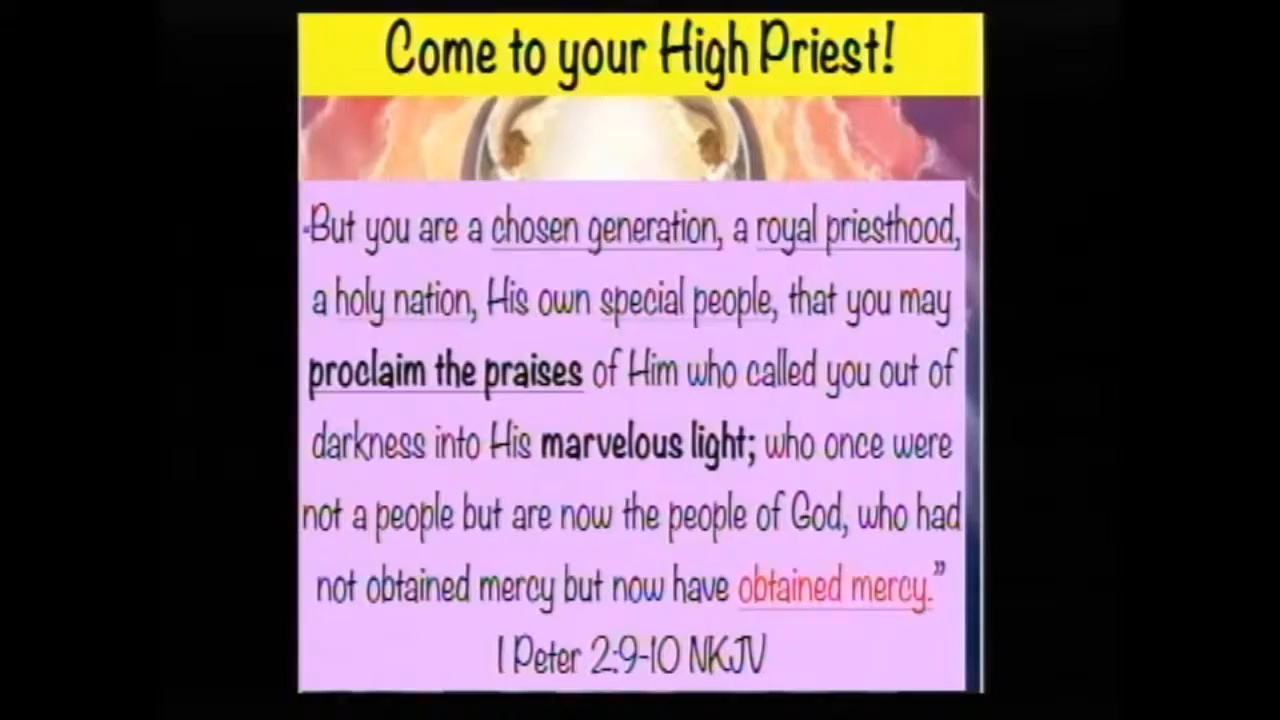 Come to your High Priest!
"But you are a chosen generation, a royal priesthood,
a holy nation, His own special people, that you may
proclaim the praises of Him who called you out of
darkness into His marvelous light; who once were
not a people but are now the people of God, who had
not obtained mercy but now have obtained mercy.”
1 Peter 2:9-10 NKJV